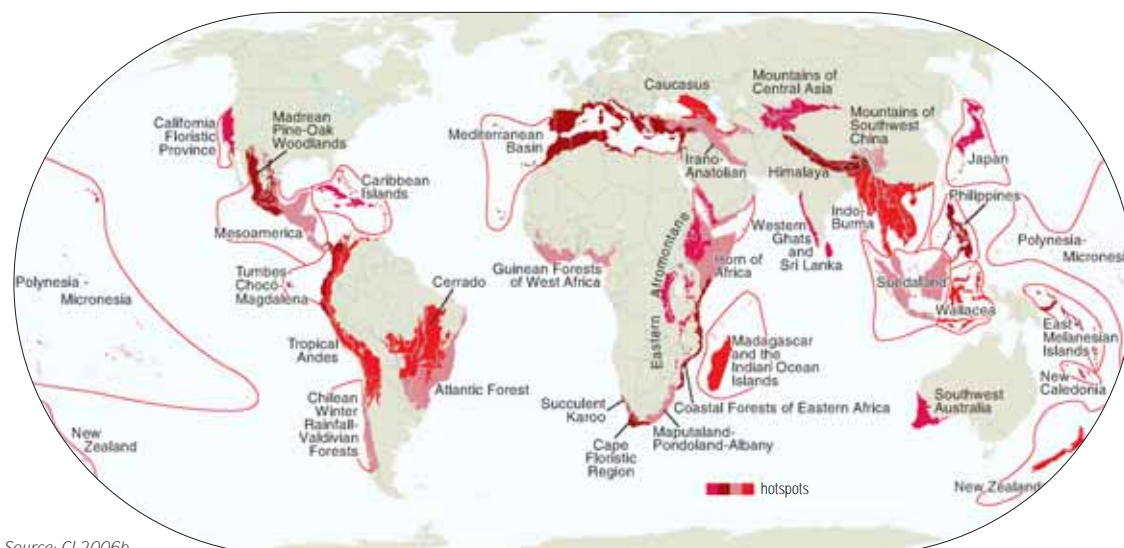 California
Floristic
Province
Madrean
Pine-Oak
Woodlands
Caribbean
Islands
Mesoamerica
Polynesia -
Micronesia
Tumbes-
Choco-
Magdalena
Cerrado
Tropical
Andes
Atlantic Forest
Chilean
Winter
Rainfall-
Valdivian
Forests
New
Zealand
Mediterranean
Basin
Caucasus
Irano-
Anatolian
Mountains of
Central Asia
Mountains of
Southwest
China
Himalaya
Japan
Philippines
Indo-
Burma
Western
Ghats
and
Sri Lanka
Guinean Forests
of West Africa
Eastern Afromontane
Horn of
Africa
Sundaland
Wallacea
Polynesia-
Micronesi
East
Melanesian
Islands
New
Caledonia
Madagascar
and the
Indian Ocean
Islands
Coastal Forests of Eastern Africa
Succulent
Karoo
Cape
Floristic
Region
Maputaland-
Pondoland-Albany
Southwest
Australia
New Zealand
hotspots
Source: CI 2006b